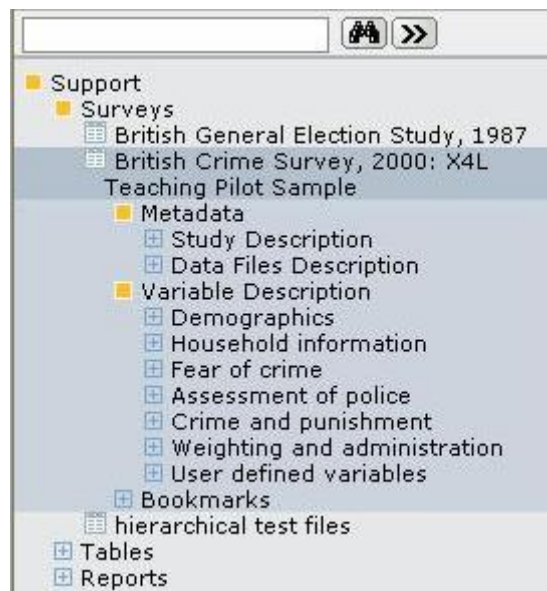 Support
Surveys
British General Election Study, 1987
British Crime Survey, 2000: X4L
Teaching Pilot Sample
Metadata
Study Description
Data Files Description
Variable Description
Demographics
Household information
Fear of crime
Assessment of police
Crime and punishment
Weighting and administration
User defined variables
Bookmarks
hierarchical test files
Tables
Reports